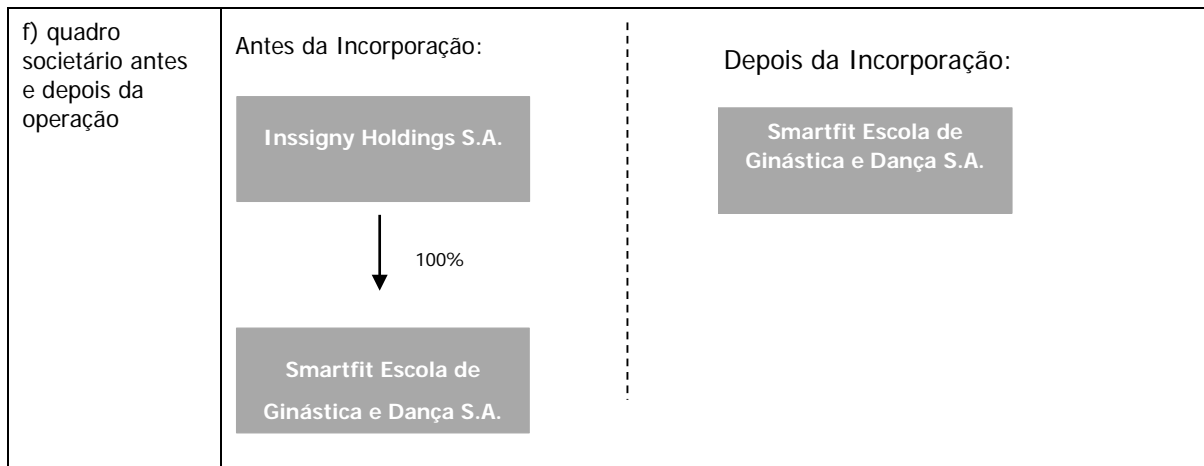 f) quadro
societário antes
e depois da
operação
Antes da Incorporação:
Inssigny Holdings S.A.
100%
Smartfit Escola de
Ginástica e Dança S.A.
Depois da Incorporação:
Smartfit Escola de
Ginástica e Dança S.A.